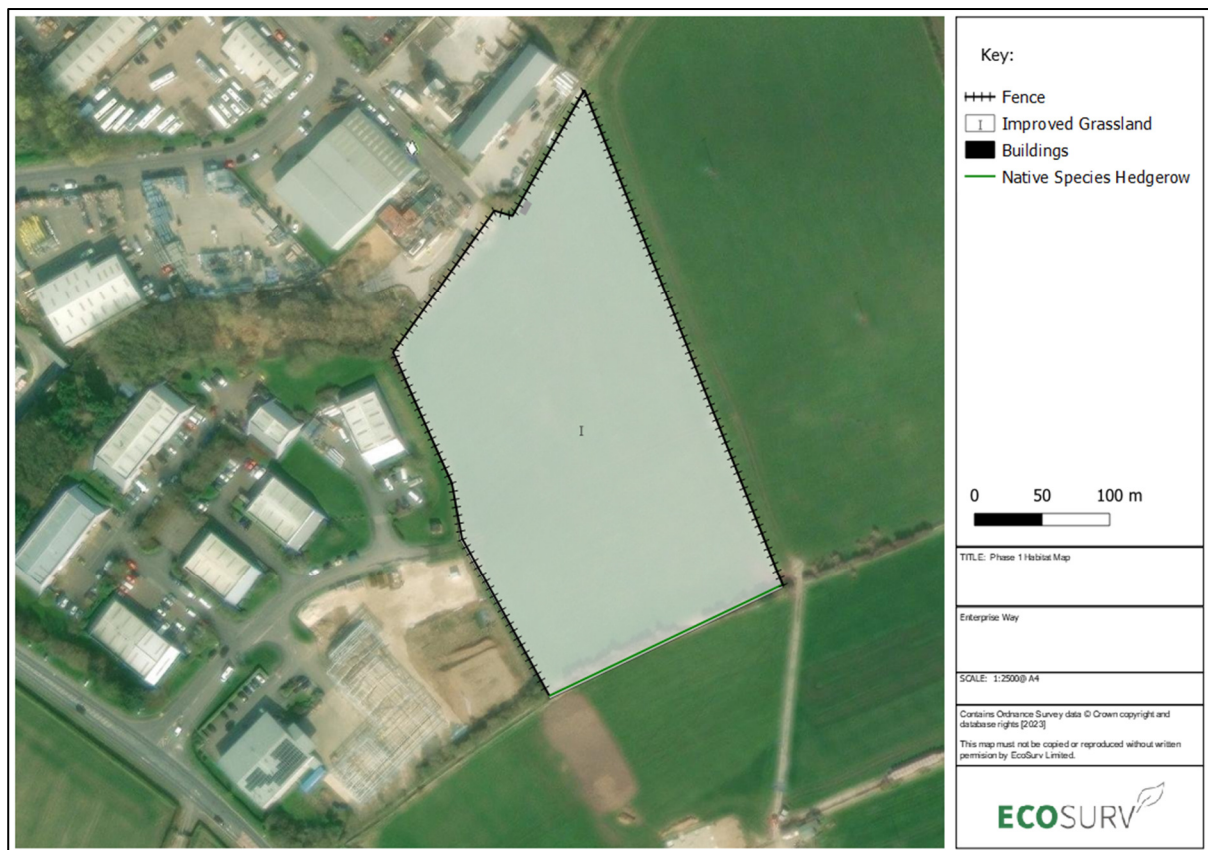 Key:
Fence
I Improved Grassland
Buildings
Native Species Hedgerow
I
0 50 100 m
TITLE: Phase 1 Habitat Map
Enterprise Way
SCALE: 1:2500@ A4
Contains Ordnance Survey data © Crown copyright and
database rights [2023]
This map must not be copied or reproduced without written
permision by EcoSurv Limited.
ECOSURV